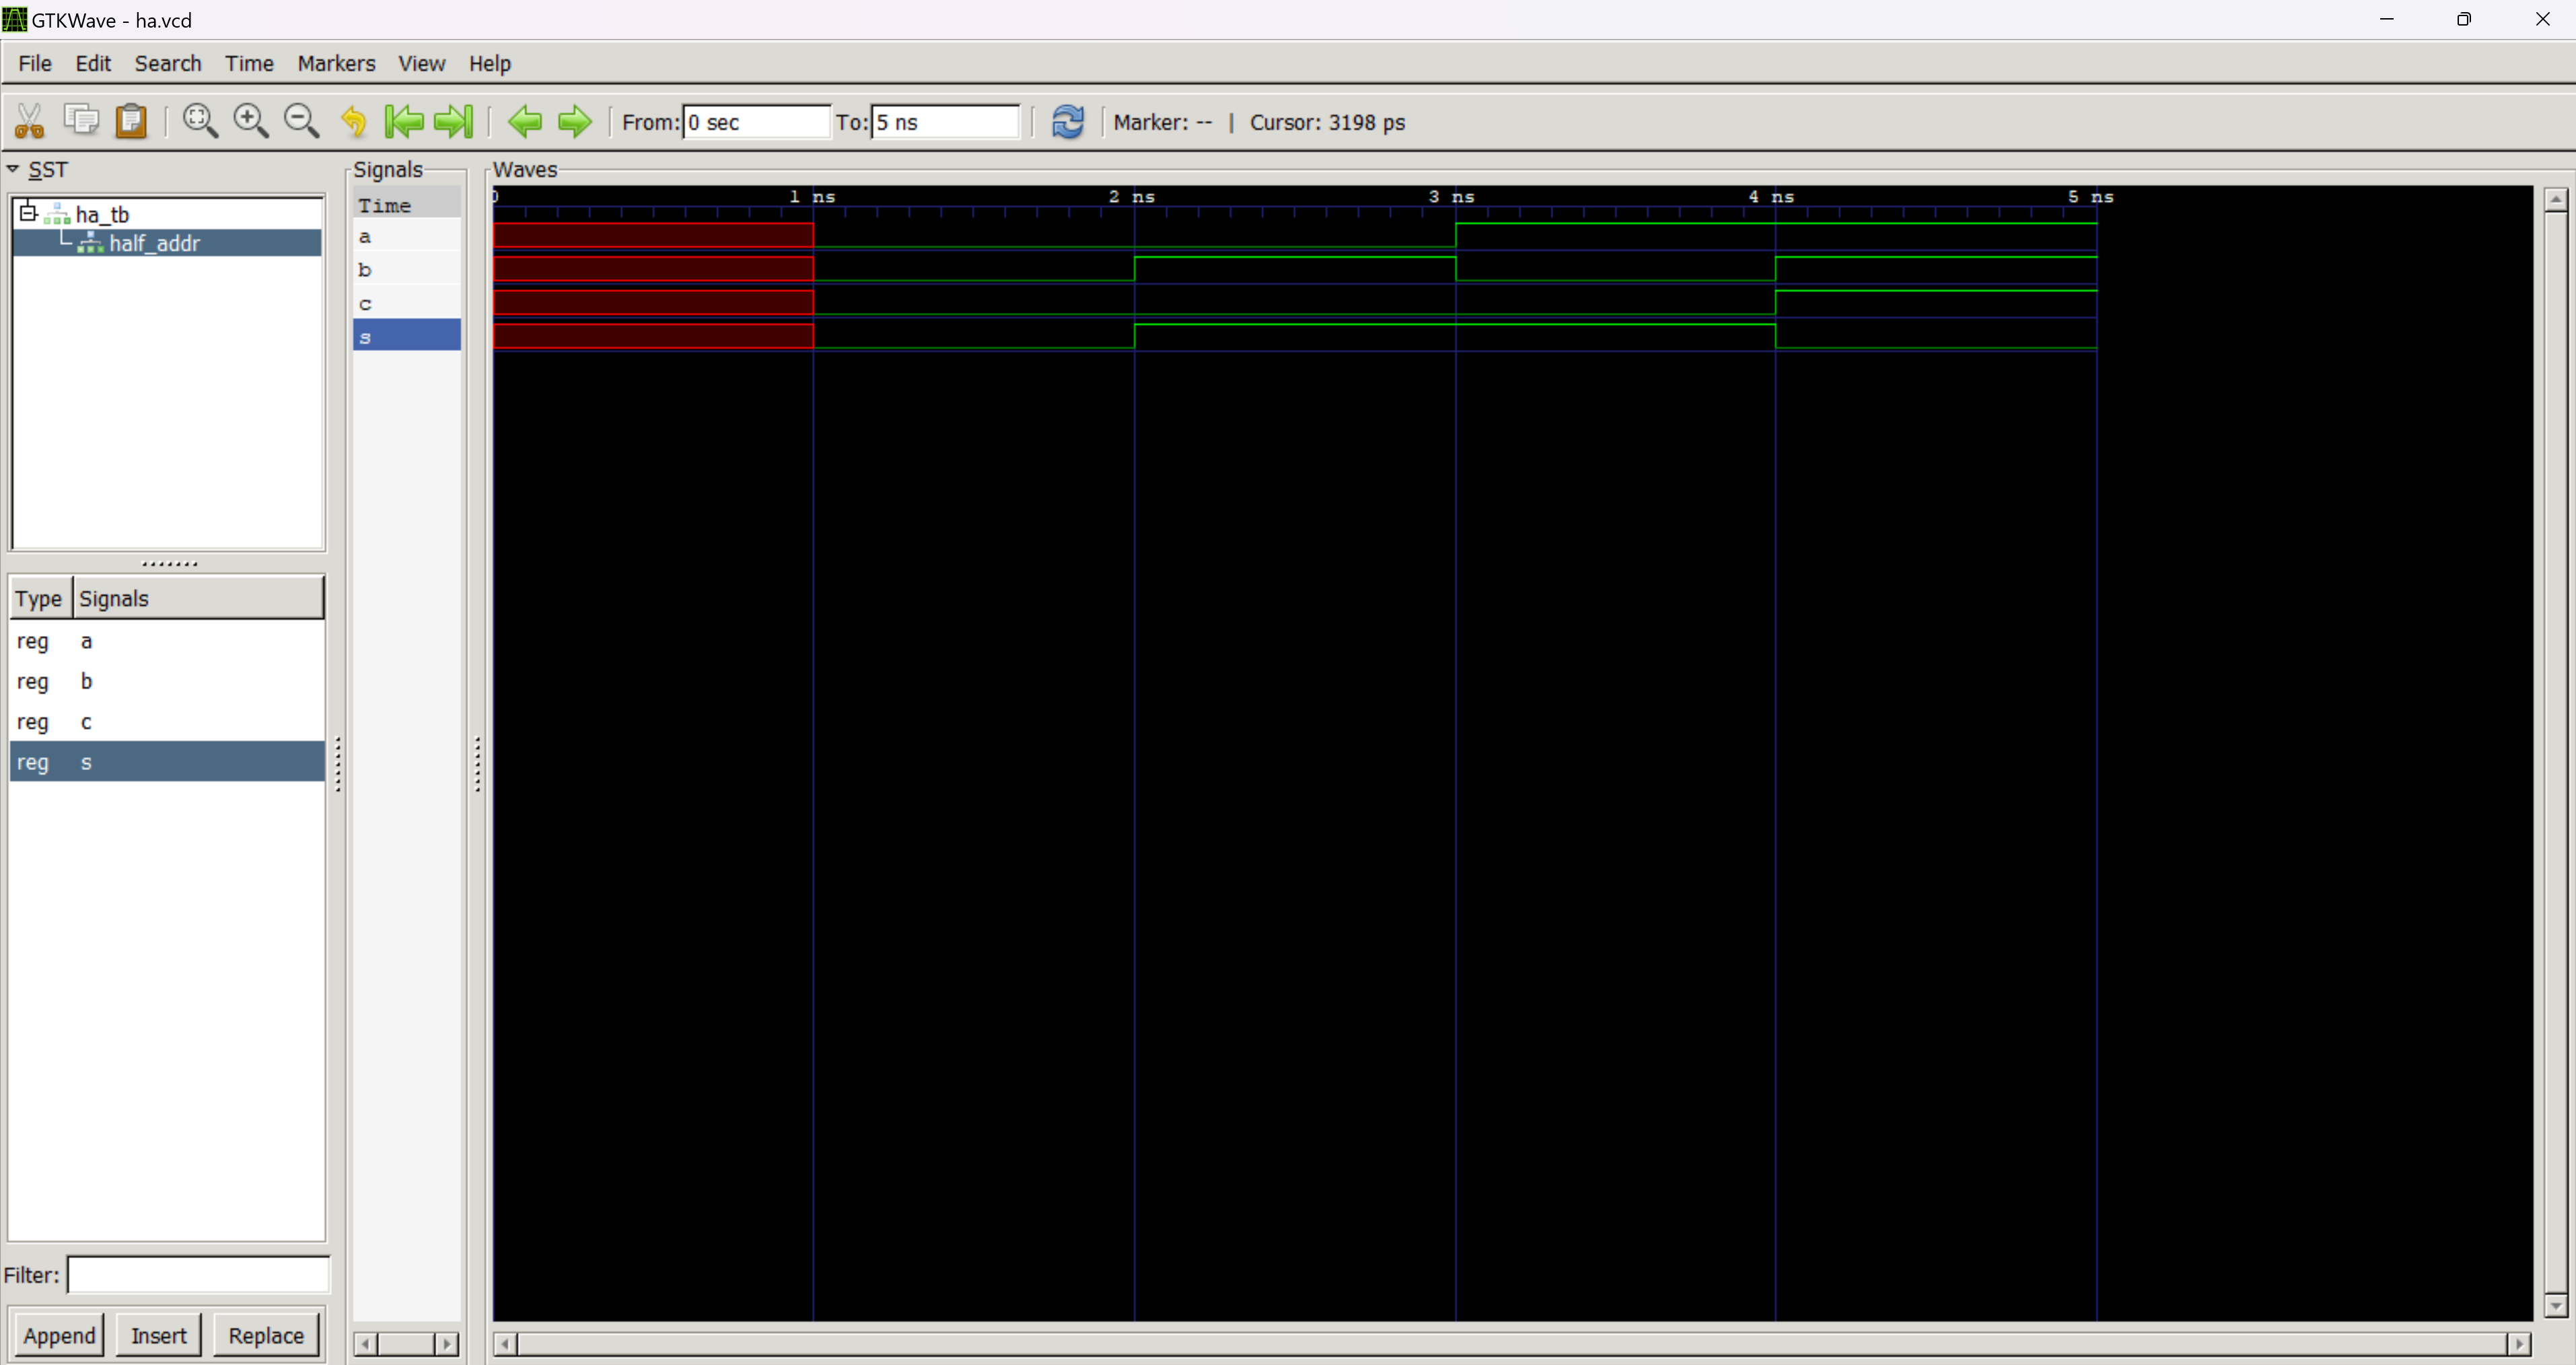 GTKWave - ha.vcd
File Edit Search Time Markers View Help
From: 0 sec To: 5 ns Marker: -- | Cursor: 3198 ps
SST
ha_tb
half_addr
Type Signals
reg a
reg b
reg c
reg s
Filter:
Append Insert Replace
Signals
Time
a
b
c
s
Waves
0 1 ns 2 ns 3 ns 4 ns 5 ns